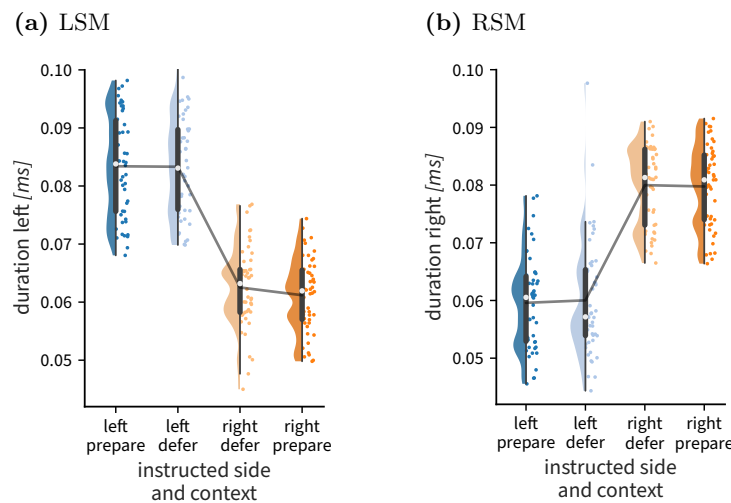 (a) LSM
0.10
0.09
0.08
0.07
0.06
0.05
duration left [ms]
left
prepare
left
defer
right
defer
right
prepare
instructed side
and context
(b) RSM
0.10
0.09
0.08
0.07
0.06
0.05
duration right [ms]
left
prepare
left
defer
right
defer
right
prepare
instructed side
and context